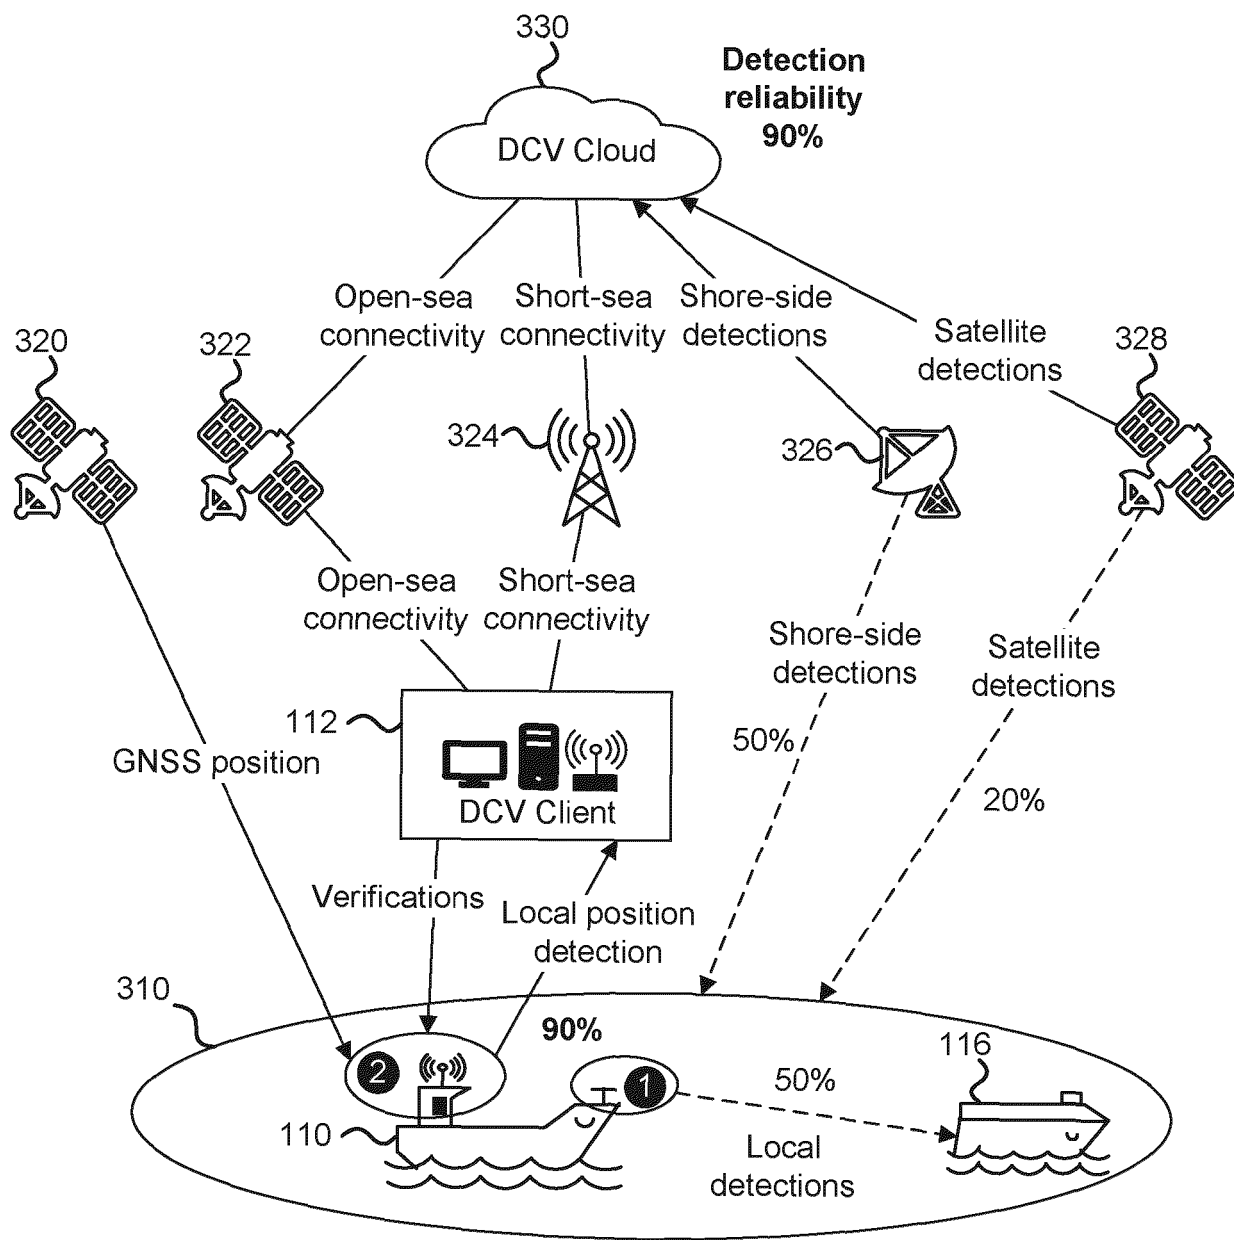 330
Detection
reliability
90%
DCV Cloud
Open-sea
connectivity
Short-sea
connectivity
Shore-side
detections
Satellite
detections
320
322
324
326
328
Open-sea
connectivity
Short-sea
connectivity
Shore-side
detections
Satellite
detections
112
50%
20%
GNSS position
DCV Client
Verifications
Local position
detection
310
90%
2
1
116
50%
110
Local
detections